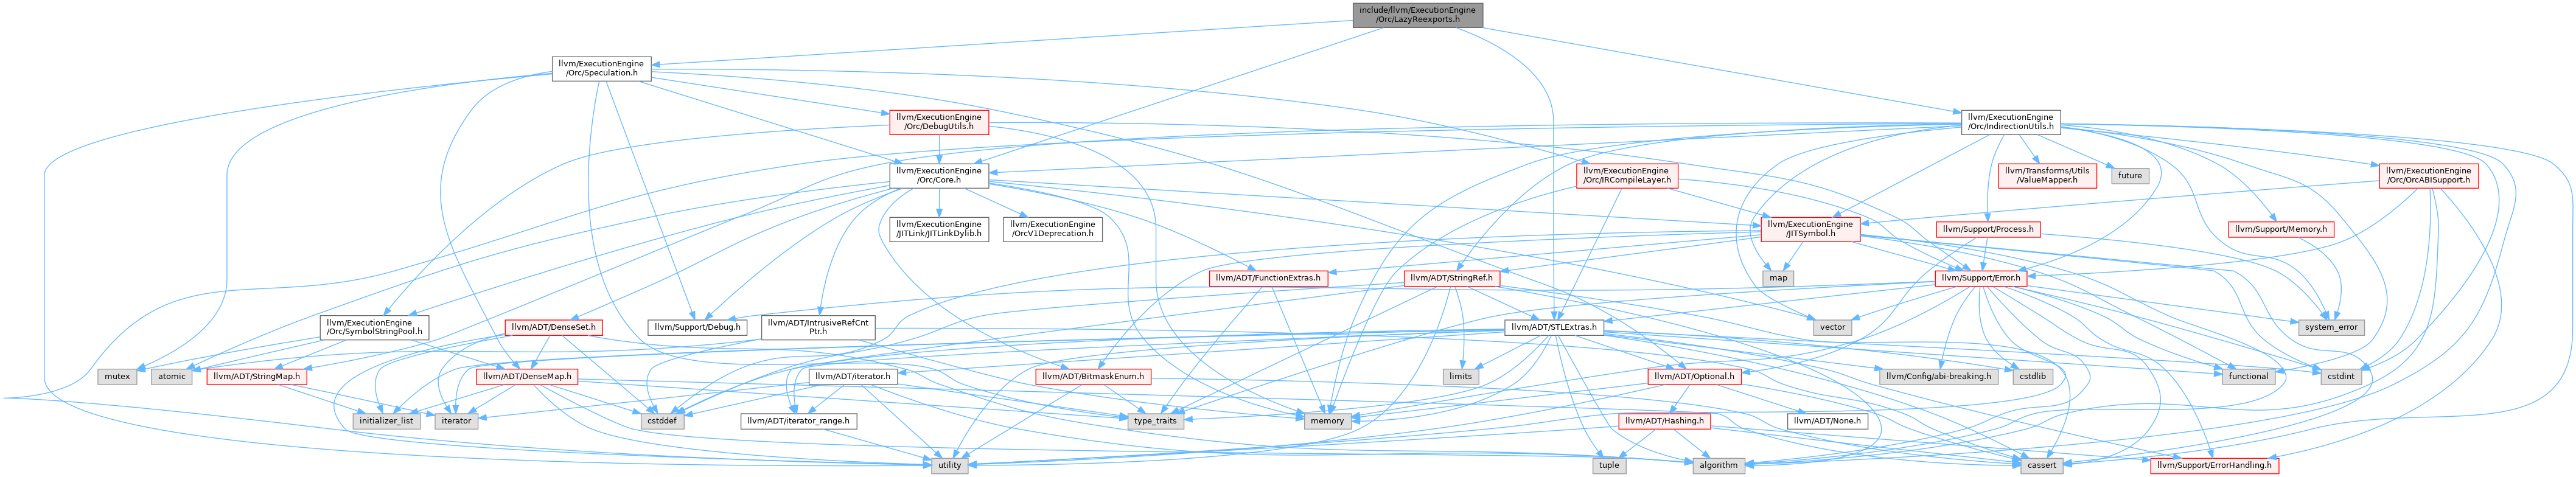 include/llvm/ExecutionEngine
/Orc/LazyReexports.h
llvm/ExecutionEngine
/Orc/Speculation.h
llvm/ExecutionEngine
/Orc/DebugUtils.h
llvm/ExecutionEngine
/Orc/IndirectionUtils.h
llvm/ExecutionEngine
/Orc/Core.h
llvm/ExecutionEngine
/Orc/IRCompileLayer.h
llvm/Transforms/Utils
/ValueMapper.h
future
llvm/ExecutionEngine
/Orc/OrcABISupport.h
llvm/ExecutionEngine
/JITLink/JITLinkDylib.h
llvm/ExecutionEngine
/OrcV1Deprecation.h
llvm/ExecutionEngine
/JITSymbol.h
llvm/Support/Process.h
llvm/Support/Memory.h
llvm/ADT/FunctionExtras.h
llvm/ADT/StringRef.h
map
llvm/Support/Error.h
llvm/ExecutionEngine
/Orc/SymbolStringPool.h
llvm/ADT/DenseSet.h
llvm/Support/Debug.h
llvm/ADT/IntrusiveRefCnt
Ptr.h
llvm/ADT/STLExtras.h
vector
system_error
mutex
atomic
llvm/ADT/StringMap.h
llvm/ADT/DenseMap.h
llvm/ADT/iterator.h
llvm/ADT/BitmaskEnum.h
limits
llvm/ADT/Optional.h
llvm/Config/abi-breaking.h
cstdlib
functional
cstdint
initializer_list
iterator
cstddef
llvm/ADT/iterator_range.h
type_traits
memory
llvm/ADT/Hashing.h
llvm/ADT/None.h
utility
tuple
algorithm
cassert
llvm/Support/ErrorHandling.h